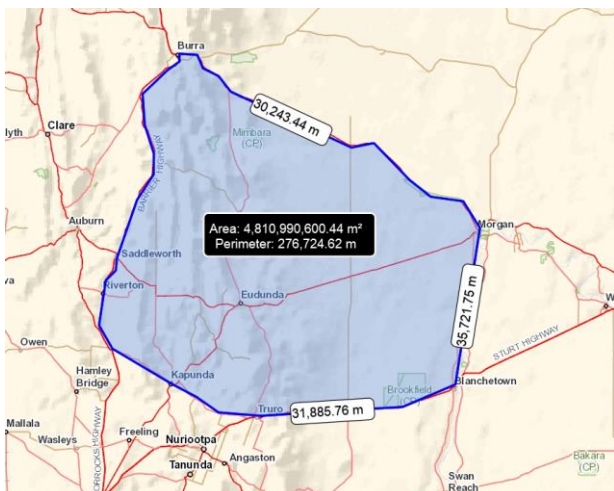 Burra
30,243.44 m
Clare
lyth
Mimbara
(CP)
BARRIER HIGHWAY
Auburn
Area: 4,810,990,600.44 m²
Perimeter: 276,724.62 m
Morgan
Saddleworth
Riverton
Eudunda
35,721.75 m
W
STURT HIGHWAY
Owen
Hamley
Bridge
Kapunda
Brookfield
(CP)
Blanchetown
Truro
31,885.76 m
Mallala
Wasleys
Freeling
ORROCKS HIGHWAY
Nuriootpa
Angaston
Tanunda
Bakara
(CP)
Swan
Reach